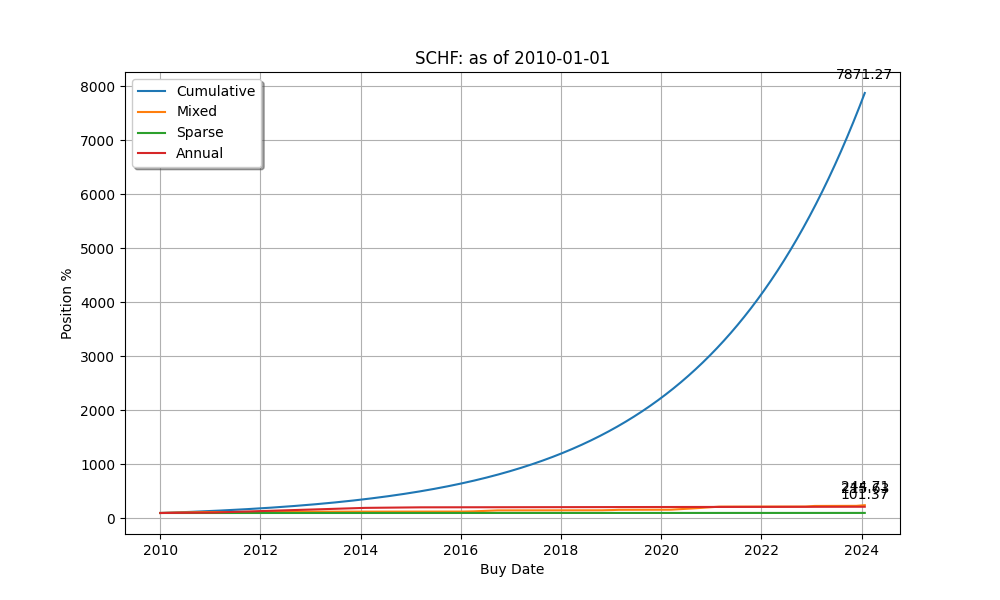 SCHF: as of 2010-01-01
7871.27
Cumulative
Mixed
Sparse
Annual
8000
7000
6000
5000
4000
3000
2000
1000
0
Position %
101.37
2010 2012 2014 2016 2018 2020 2022 2024
Buy Date